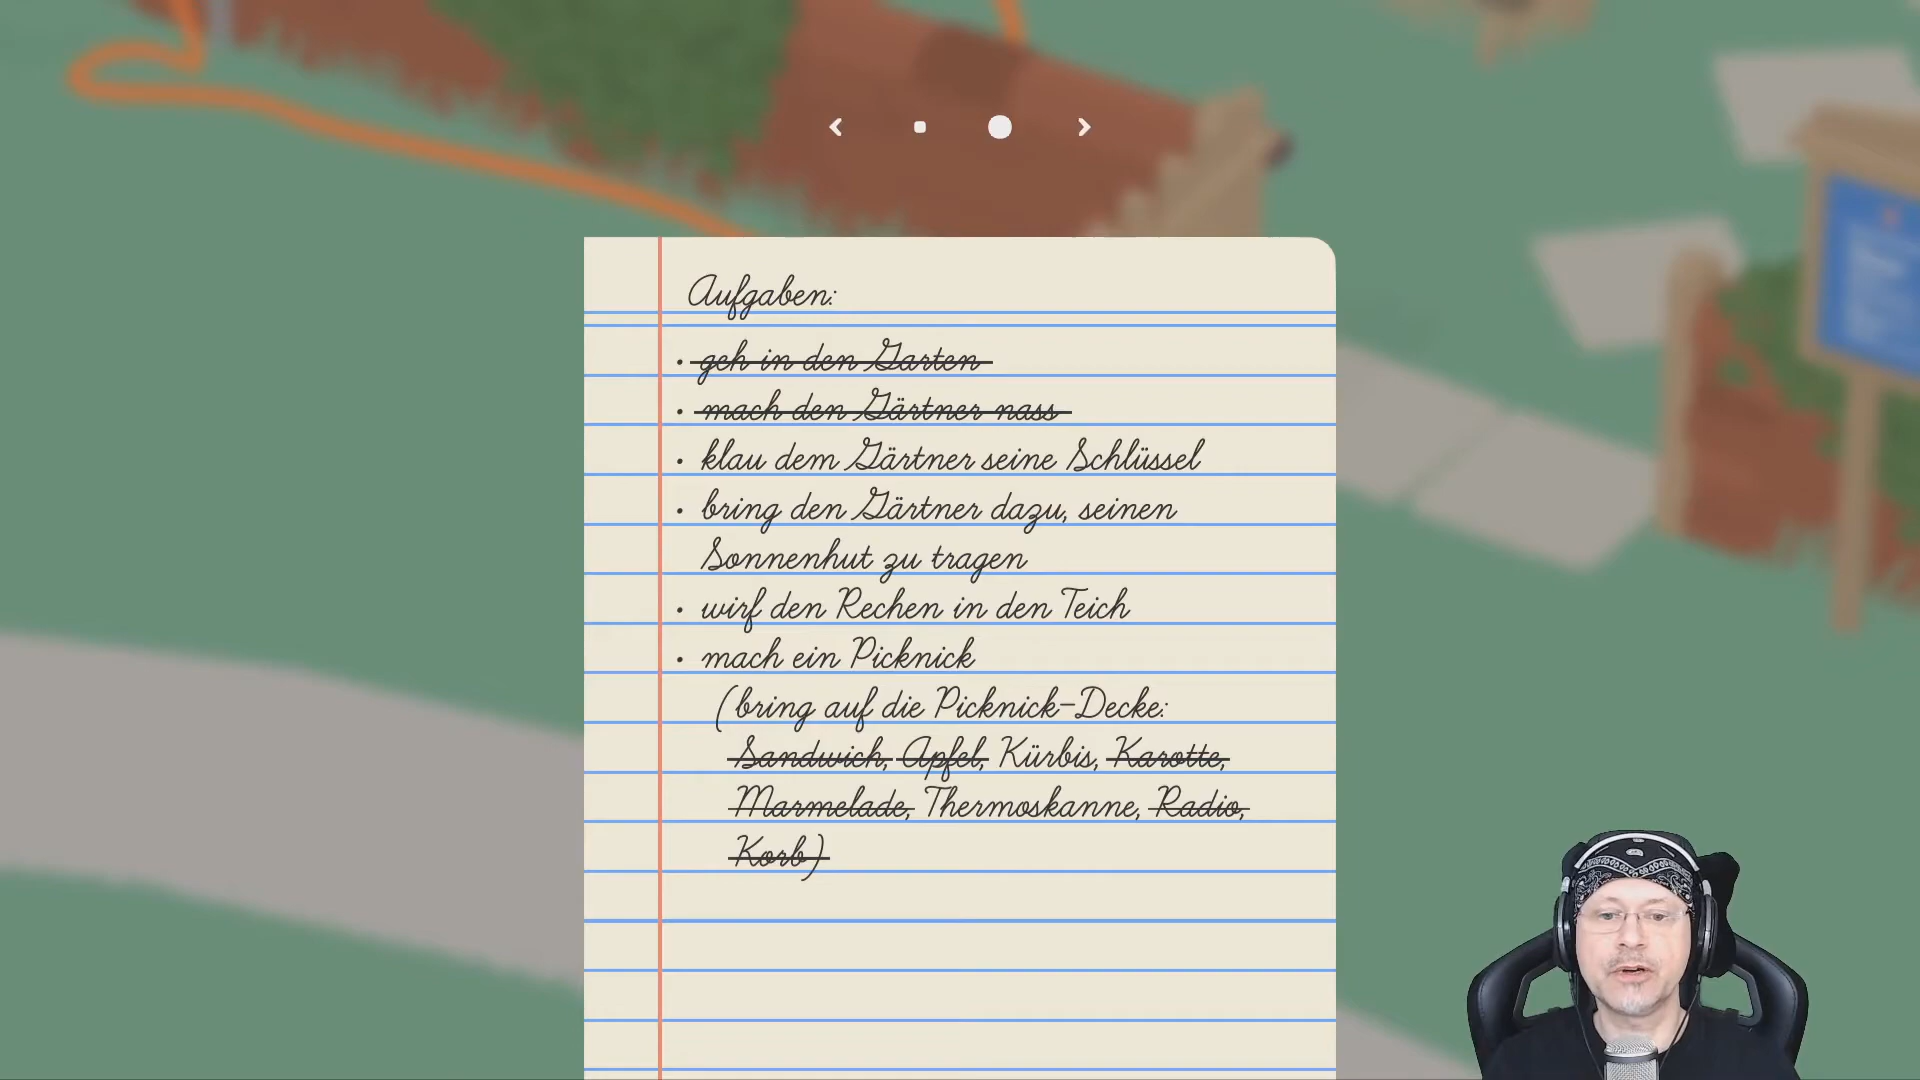 Aufgaben:
• geh in den Garten
• mach den Gärtner nass
• klau dem Gärtner seine Schlüssel
• bring den Gärtner dazu, seinen
Sonnenhut zu tragen
• wirf den Rechen in den Teich
• mach ein Picknick
(bring auf die Picknick-Decke:
Sandwich, Apfel, Kürbis, Karotte,
Marmelade, Thermoskanne, Radio,
Korb)